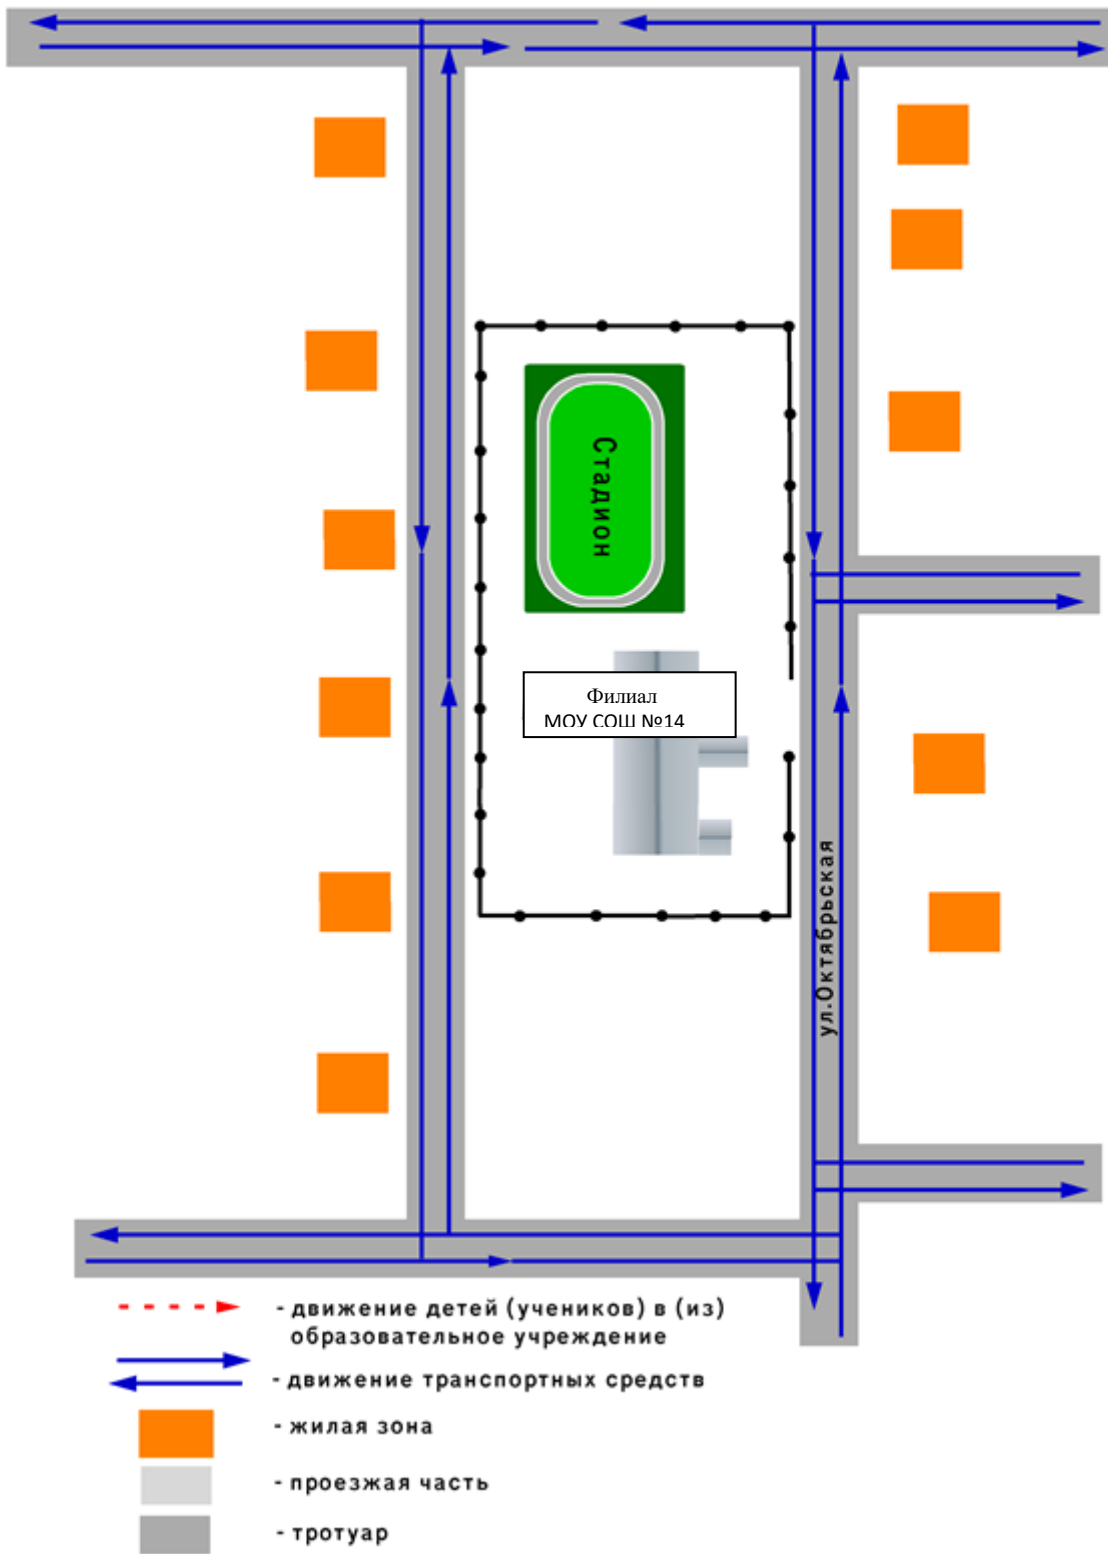 Стадион
Филиал
МОУ СОШ №14
ул.Октябрьская
- движение детей (учеников) в (из)
образовательное учреждение
- движение транспортных средств
- жилая зона
- проезжая часть
- тротуар